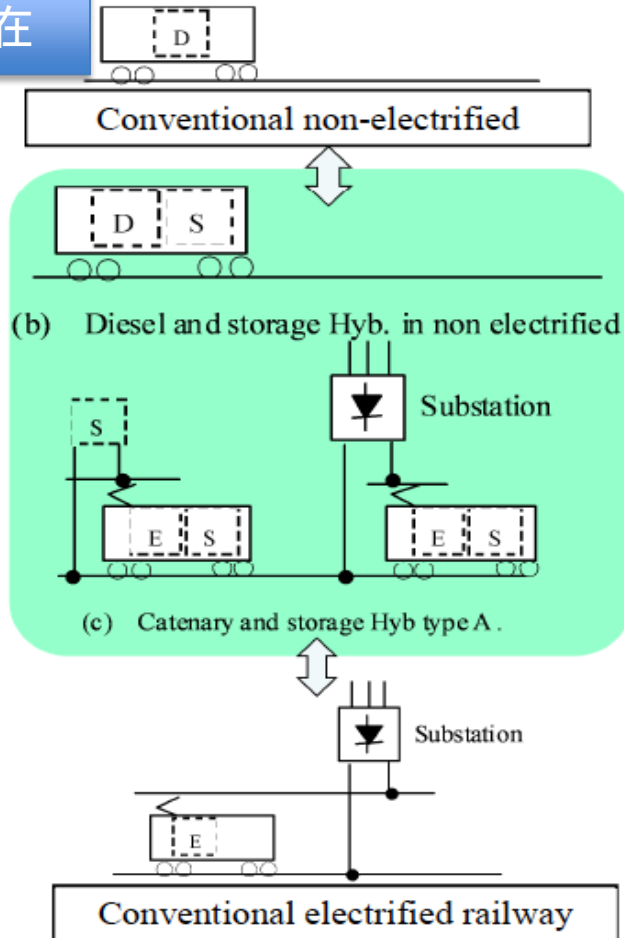 在
D
Conventional non-electrified
D S
(b) Diesel and storage Hyb. in non electrified
Substation
S
E S E S
(c) Catenary and storage Hyb type A .
Substation
E
Conventional electrified railway